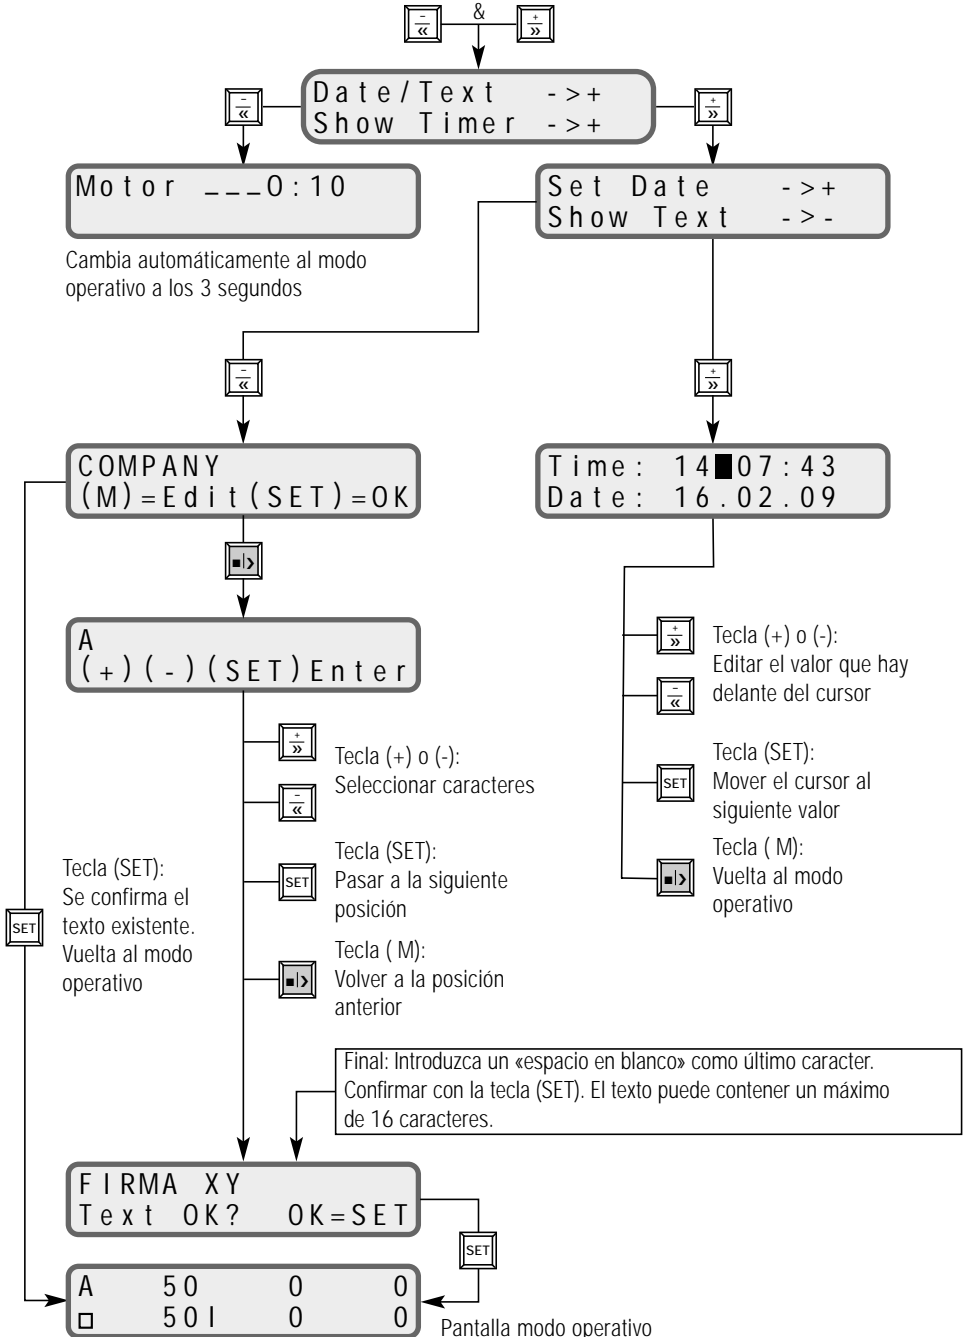 − « & + »
Date/Text ->+
Show Timer ->+
− «
+ »
Motor ___0:10
Set Date ->+
Show Text ->-
Cambia automáticamente al modo
operativo a los 3 segundos
− «
+ »
COMPANY
(M)=Edit(SET)=OK
Time: 14█07:43
Date: 16.02.09
A
(+)(-)(SET)Enter
+ »
Tecla (+) o (-):
Editar el valor que hay
delante del cursor
− «
SET
Tecla (SET):
Mover el cursor al
siguiente valor
Tecla ( M):
Vuelta al modo
operativo
+ »
Tecla (+) o (-):
Seleccionar caracteres
− «
SET
Tecla (SET):
Pasar a la siguiente
posición
Tecla ( M):
Volver a la posición
anterior
SET
Tecla (SET):
Se confirma el
texto existente.
Vuelta al modo
operativo
Final: Introduzca un «espacio en blanco» como último caracter.
Confirmar con la tecla (SET). El texto puede contener un máximo
de 16 caracteres.
FIRMA XY
Text OK? OK=SET
SET
A 50 0 0
□ 50I 0 0
Pantalla modo operativo